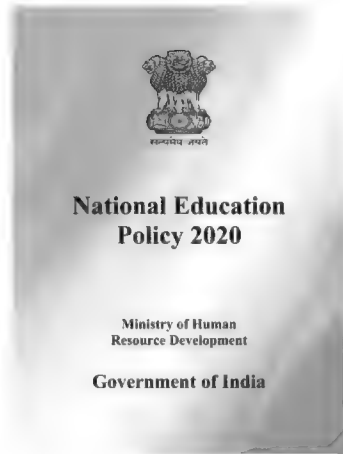 सत्यमेव जयते
National Education
Policy 2020
Ministry of Human
Resource Development
Government of India